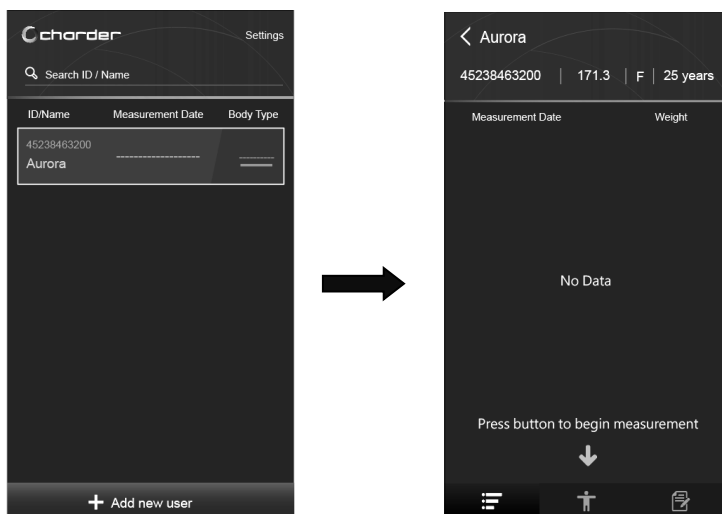 charder
Settings
Search ID / Name
ID/Name Measurement Date Body Type
45238463200
Aurora
-------------------
----------
Add new user
Aurora
45238463200 | 171.3 | F | 25 years
Measurement Date Weight
No Data
Press button to begin measurement